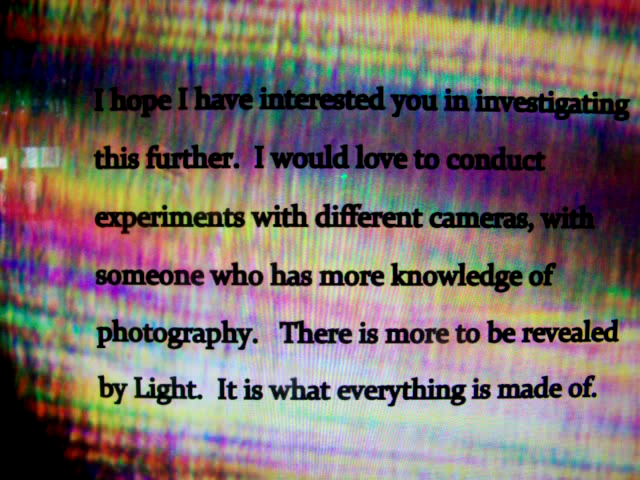 I hope I have interested you in investigating
this further.  I would love to conduct
experiments with different cameras, with
someone who has more knowledge of
photography.   There is more to be revealed
by Light.  It is what everything is made of.